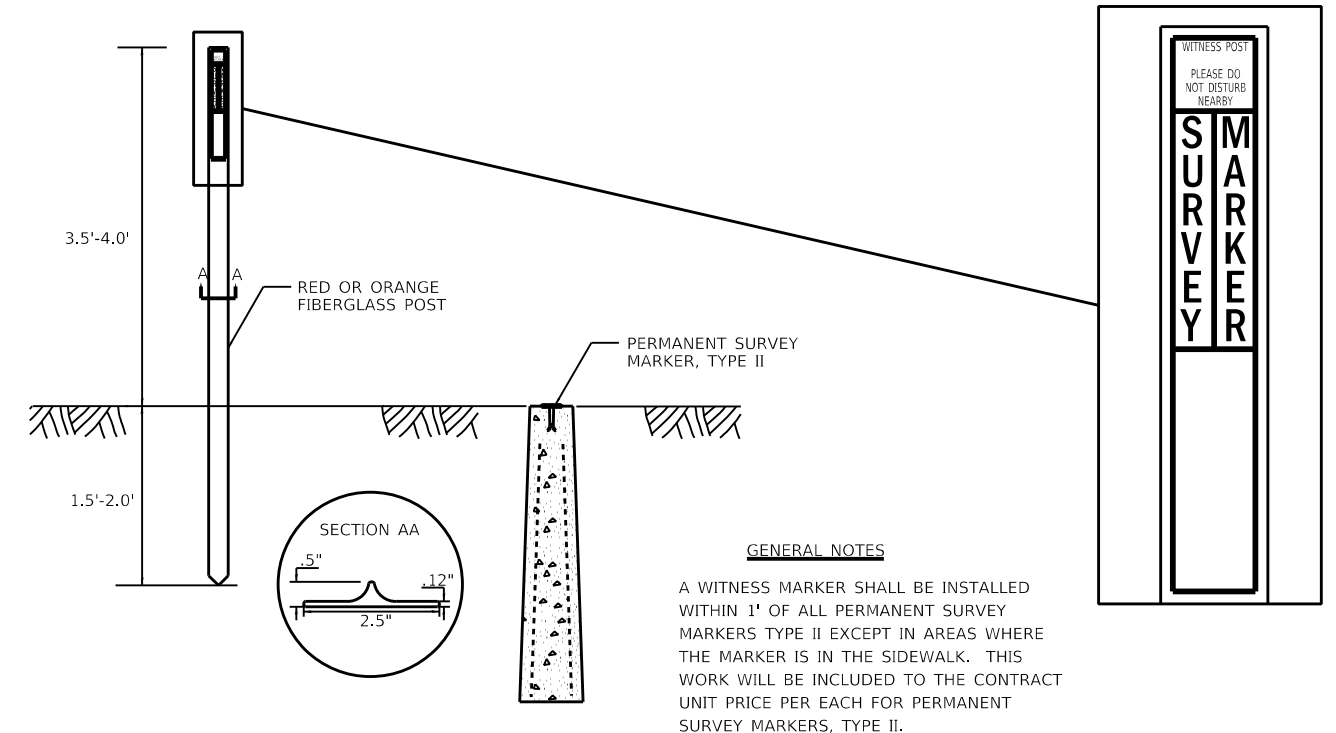 WITNESS POST
PLEASE DO
NOT DISTURB
NEARBY
SURVEY
MARKER
3.5'-4.0'
A A
RED OR ORANGE
FIBERGLASS POST
PERMANENT SURVEY
MARKER, TYPE II
1.5'-2.0'
SECTION AA
.5"
.12"
2.5"
GENERAL NOTES
A WITNESS MARKER SHALL BE INSTALLED
WITHIN 1' OF ALL PERMANENT SURVEY
MARKERS TYPE II EXCEPT IN AREAS WHERE
THE MARKER IS IN THE SIDEWALK. THIS
WORK WILL BE INCLUDED TO THE CONTRACT
UNIT PRICE PER EACH FOR PERMANENT
SURVEY MARKERS, TYPE II.